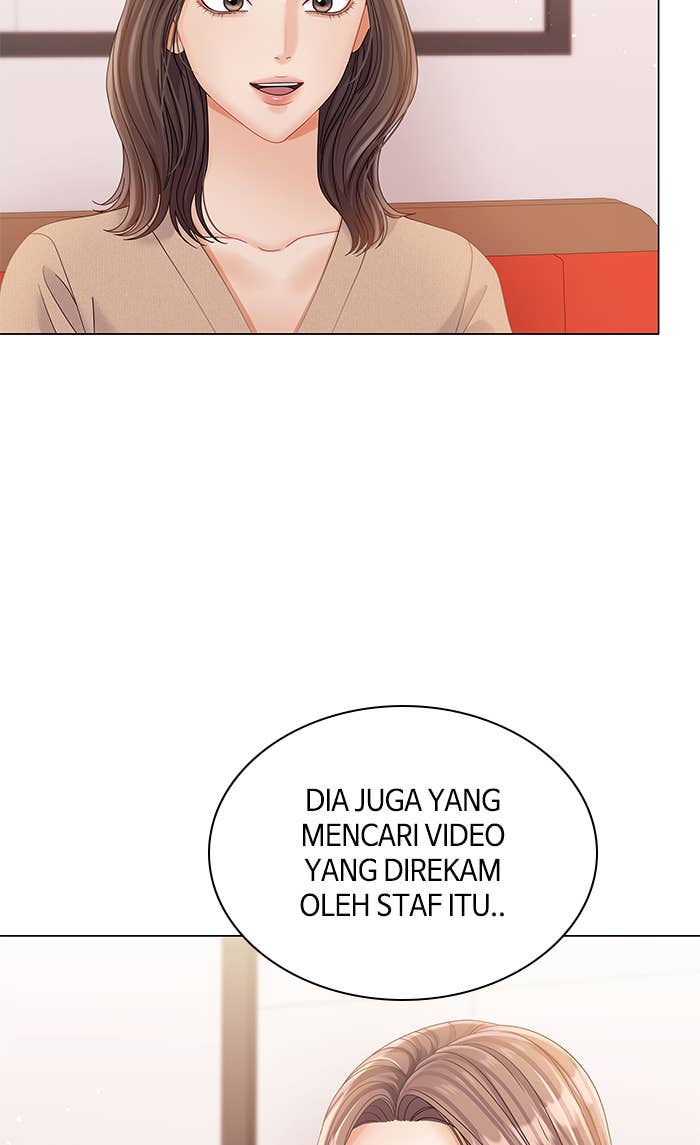 DIA JUGA YANG
MENCARI VIDEO
YANG DIREKAM
OLEH STAF ITU..